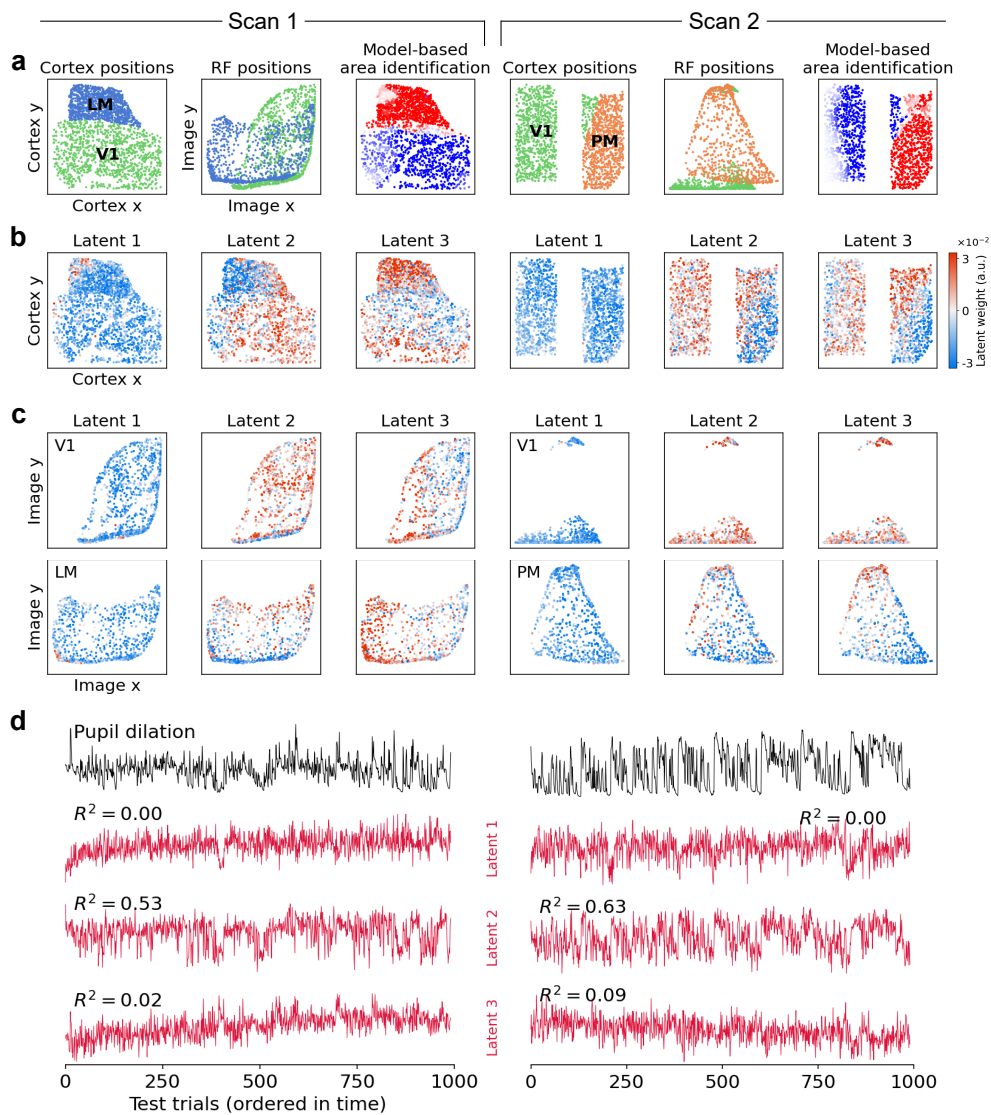 Scan 1
Scan 2
a
Cortex positions
RF positions
Model-based
area identification
Cortex positions
RF positions
Model-based
area identification
Cortex y
LM
V1
Cortex x
Image y
Image x
V1
PM
b
Latent 1
Latent 2
Latent 3
Latent 1
Latent 2
Latent 3
Cortex y
Cortex x
×10⁻²
3
0
-3
Latent weight (a.u.)
c
Latent 1
Latent 2
Latent 3
Latent 1
Latent 2
Latent 3
Image y
V1
V1
Image y
LM
PM
Image x
d
Pupil dilation
R² = 0.00
Latent 1
R² = 0.00
R² = 0.53
Latent 2
R² = 0.63
R² = 0.02
Latent 3
R² = 0.09
0 250 500 750 1000
0 250 500 750 1000
Test trials (ordered in time)